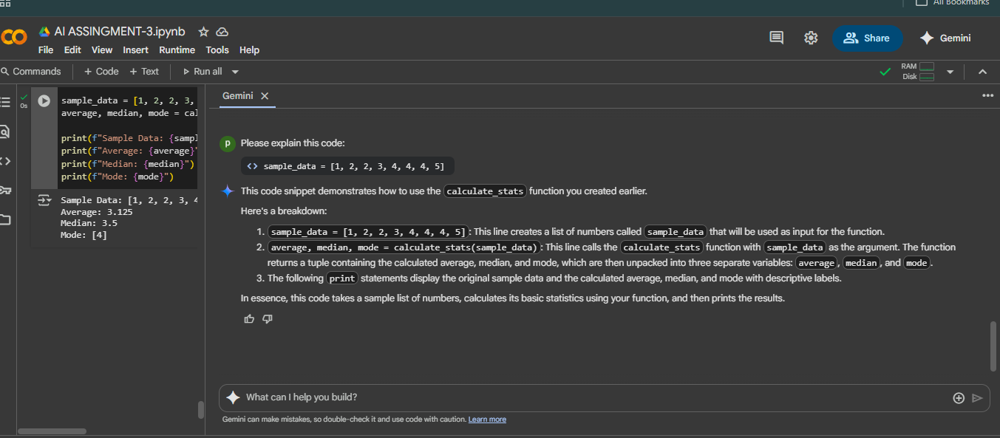 All Bookmarks
AI ASSINGMENT-3.ipynb
File Edit View Insert Runtime Tools Help
Share
Gemini
Commands + Code + Text Run all
RAM
Disk
0s
sample_data = [1, 2, 2, 3,
average, median, mode = cal
print(f"Sample Data: {sampl
print(f"Average: {average}"
print(f"Median: {median}")
print(f"Mode: {mode}")
Sample Data: [1, 2, 2, 3, 4
Average: 3.125
Median: 3.5
Mode: [4]
Gemini
P Please explain this code:
<> sample_data = [1, 2, 2, 3, 4, 4, 4, 5]
This code snippet demonstrates how to use the calculate_stats function you created earlier.
Here's a breakdown:
1. sample_data = [1, 2, 2, 3, 4, 4, 4, 5]: This line creates a list of numbers called sample_data that will be used as input for the function.
2. average, median, mode = calculate_stats(sample_data): This line calls the calculate_stats function with sample_data as the argument. The function
returns a tuple containing the calculated average, median, and mode, which are then unpacked into three separate variables: average, median, and mode.
3. The following print statements display the original sample data and the calculated average, median, and mode with descriptive labels.
In essence, this code takes a sample list of numbers, calculates its basic statistics using your function, and then prints the results.
What can I help you build?
Gemini can make mistakes, so double-check it and use code with caution. Learn more